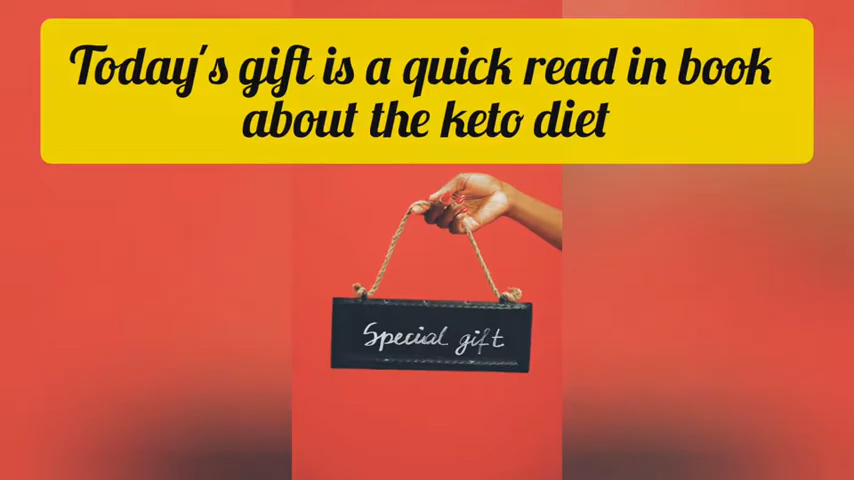 Today's gift is a quick read in book
about the keto diet
Special gift